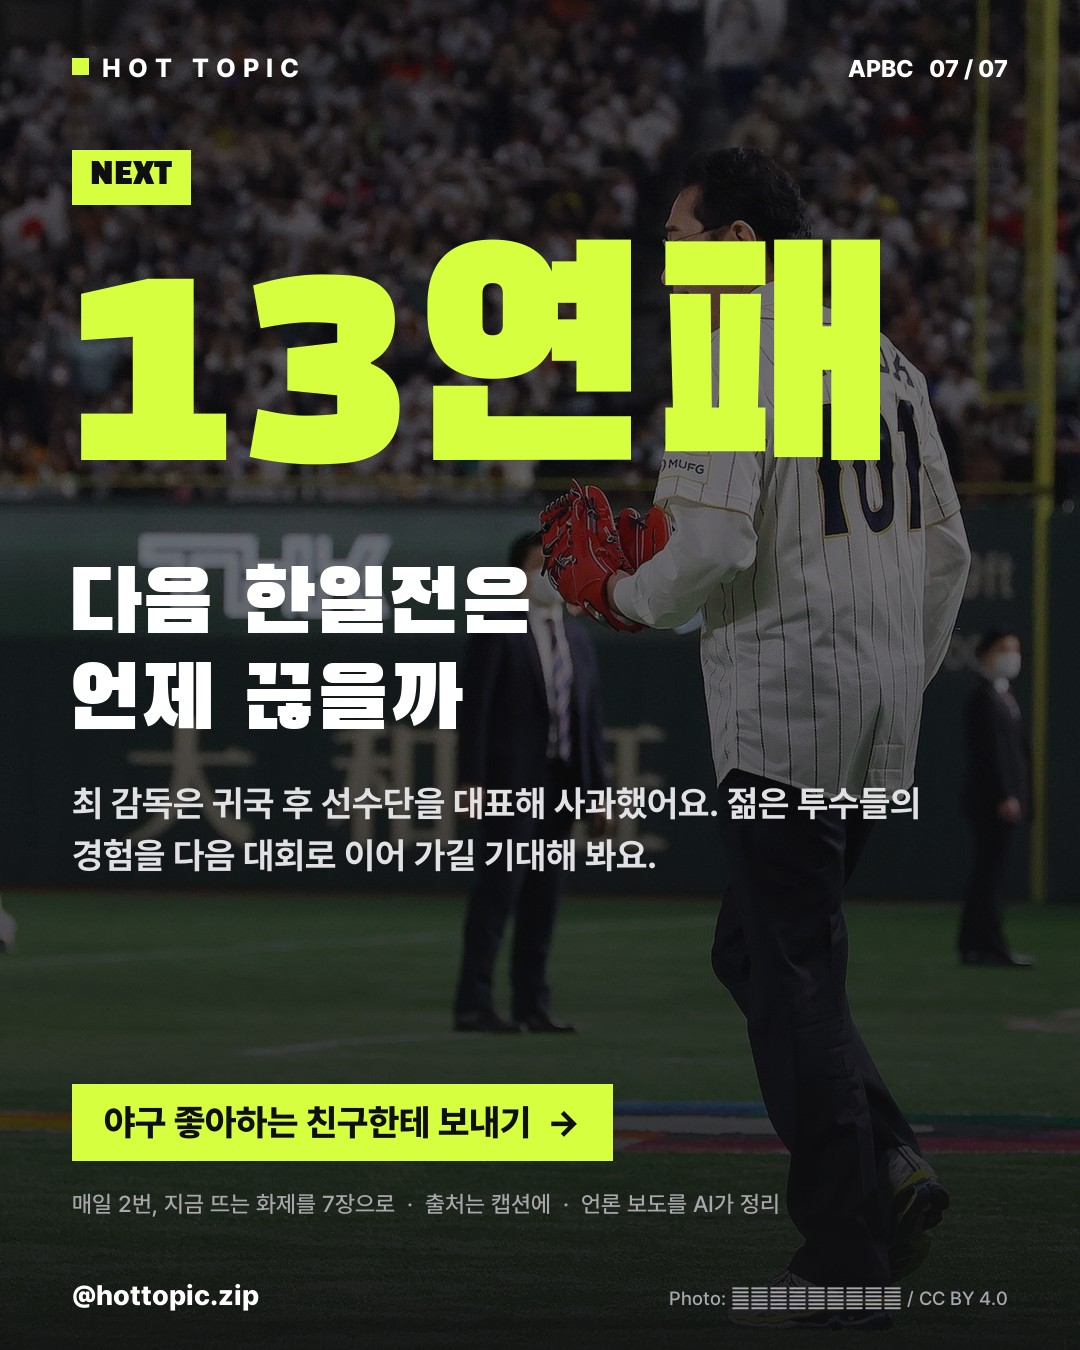 HOT TOPIC
APBC 07 / 07
NEXT
13연패
101
MUFG
다음 한일전은
언제 끊을까
大和証
최 감독은 귀국 후 선수단을 대표해 사과했어요. 젊은 투수들의
경험을 다음 대회로 이어 가길 기대해 봐요.
야구 좋아하는 친구한테 보내기 →
매일 2번, 지금 뜨는 화제를 7장으로 · 출처는 캡션에 · 언론 보도를 AI가 정리
@hottopic.zip
Photo: / CC BY 4.0